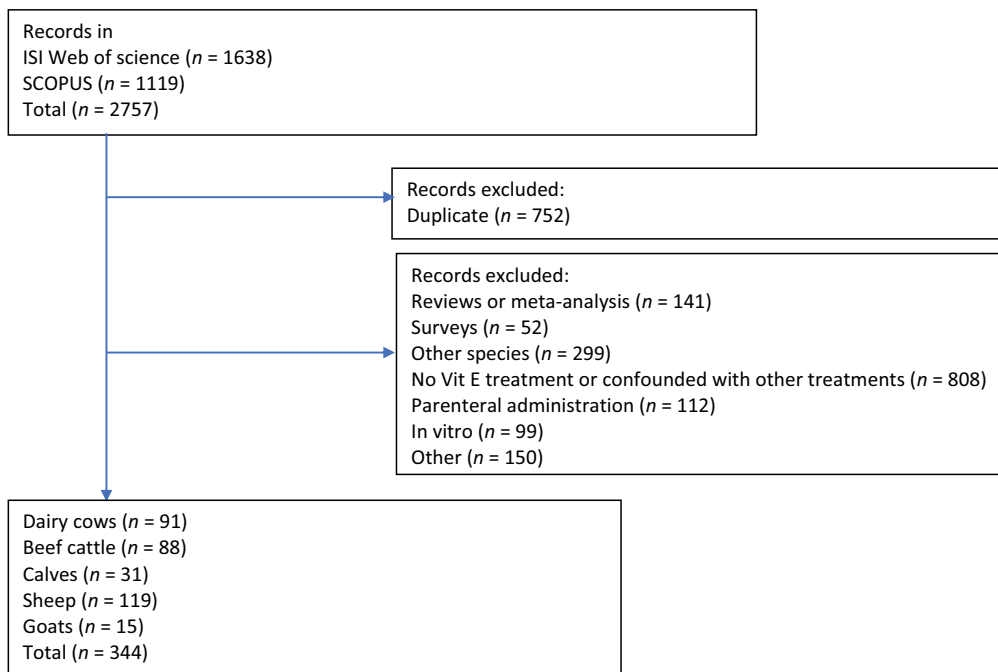 Records in
ISI Web of science (n = 1638)
SCOPUS (n = 1119)
Total (n = 2757)
Records excluded:
Duplicate (n = 752)
Records excluded:
Reviews or meta-analysis (n = 141)
Surveys (n = 52)
Other species (n = 299)
No Vit E treatment or confounded with other treatments (n = 808)
Parenteral administration (n = 112)
In vitro (n = 99)
Other (n = 150)
Dairy cows (n = 91)
Beef cattle (n = 88)
Calves (n = 31)
Sheep (n = 119)
Goats (n = 15)
Total (n = 344)